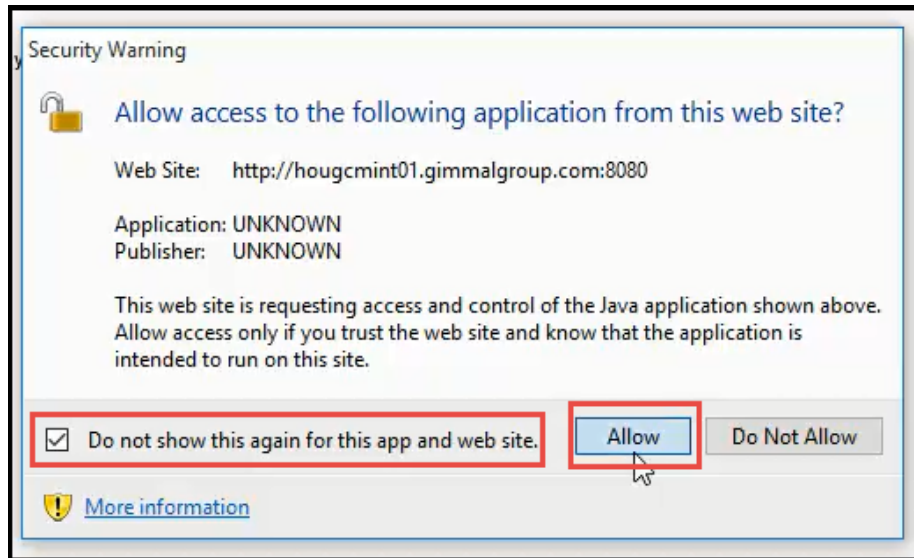 Security Warning
Allow access to the following application from this web site?
Web Site: http://hougcmint01.gimmalgroup.com:8080
Application: UNKNOWN
Publisher: UNKNOWN
This web site is requesting access and control of the Java application shown above.
Allow access only if you trust the web site and know that the application is
intended to run on this site.
Do not show this again for this app and web site.
Allow
Do Not Allow
More information